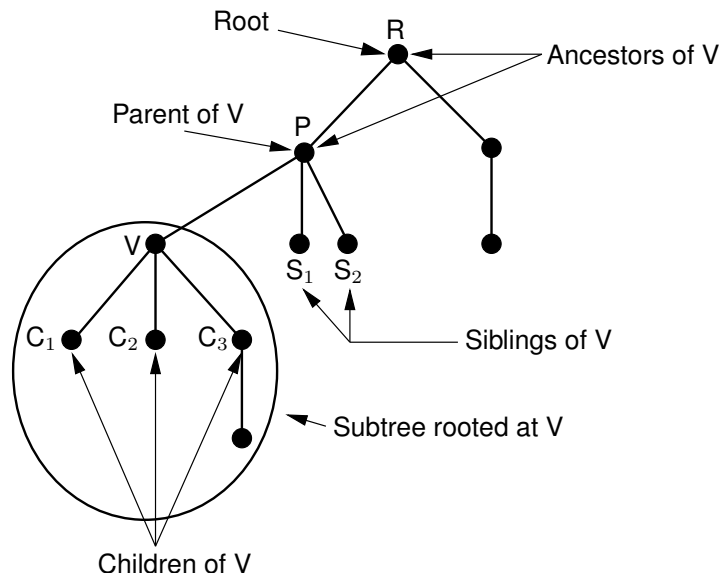 Root
R
Ancestors of V
Parent of V
P
V
S₁
S₂
C₁
C₂
C₃
Siblings of V
Subtree rooted at V
Children of V